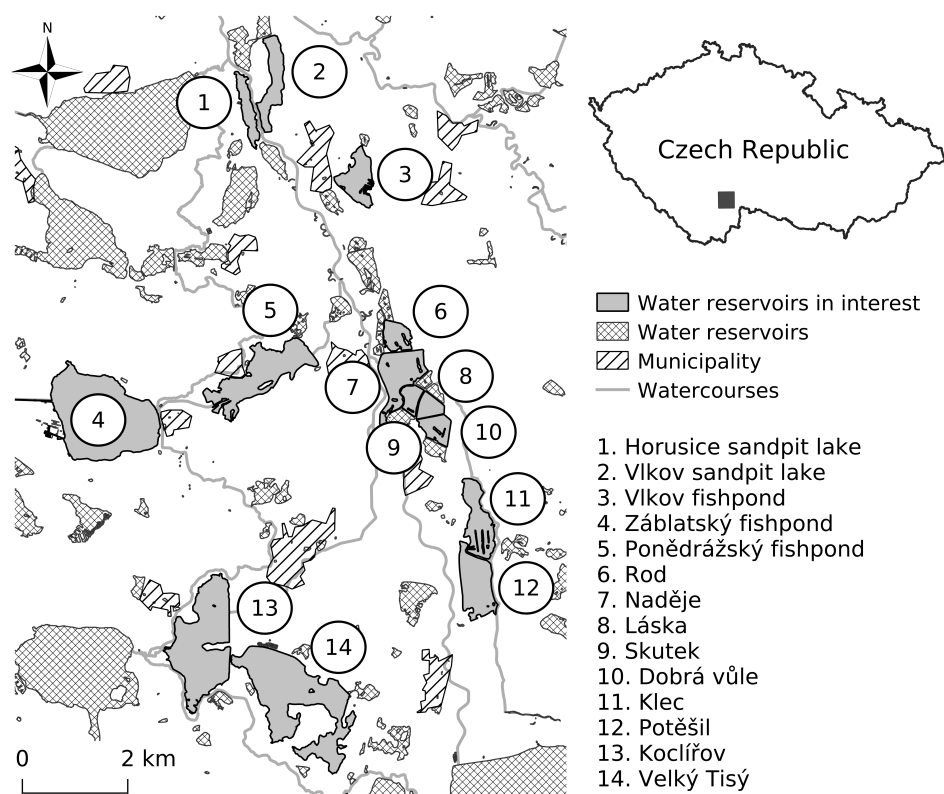 N
1
2
3
4
5
6
7
8
9
10
11
12
13
14
0 2 km
Czech Republic
Water reservoirs in interest
Water reservoirs
Municipality
Watercourses
1. Horusice sandpit lake
2. Vlkov sandpit lake
3. Vlkov fishpond
4. Záblatský fishpond
5. Ponědrážský fishpond
6. Rod
7. Naděje
8. Láska
9. Skutek
10. Dobrá vůle
11. Klec
12. Potěšil
13. Koclířov
14. Velký Tisý